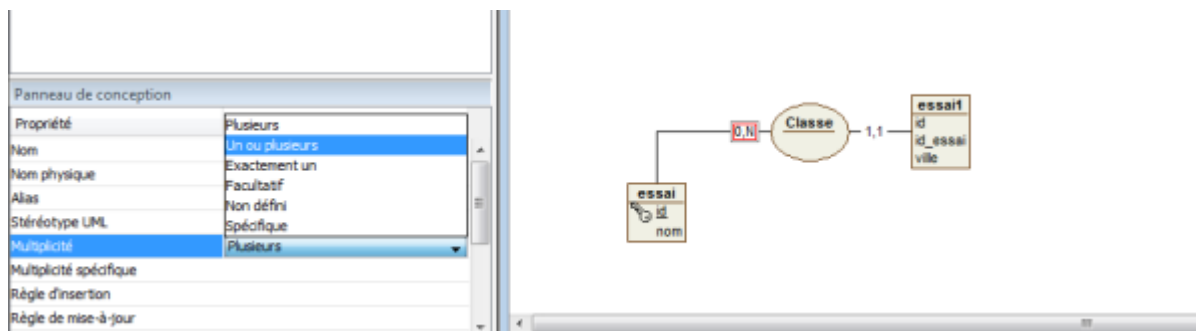 Panneau de conception
Propriété
Plusieurs
Un ou plusieurs
Nom
Exactement un
Nom physique
Facultatif
Alias
Non défini
Stéréotype UML
Spécifique
Multiplicité
Plusieurs
Multiplicité spécifique
Règle d'insertion
Règle de mise-à-jour
0,N
Classe
1,1
essai1
id
id_essai
ville
essai
id
nom